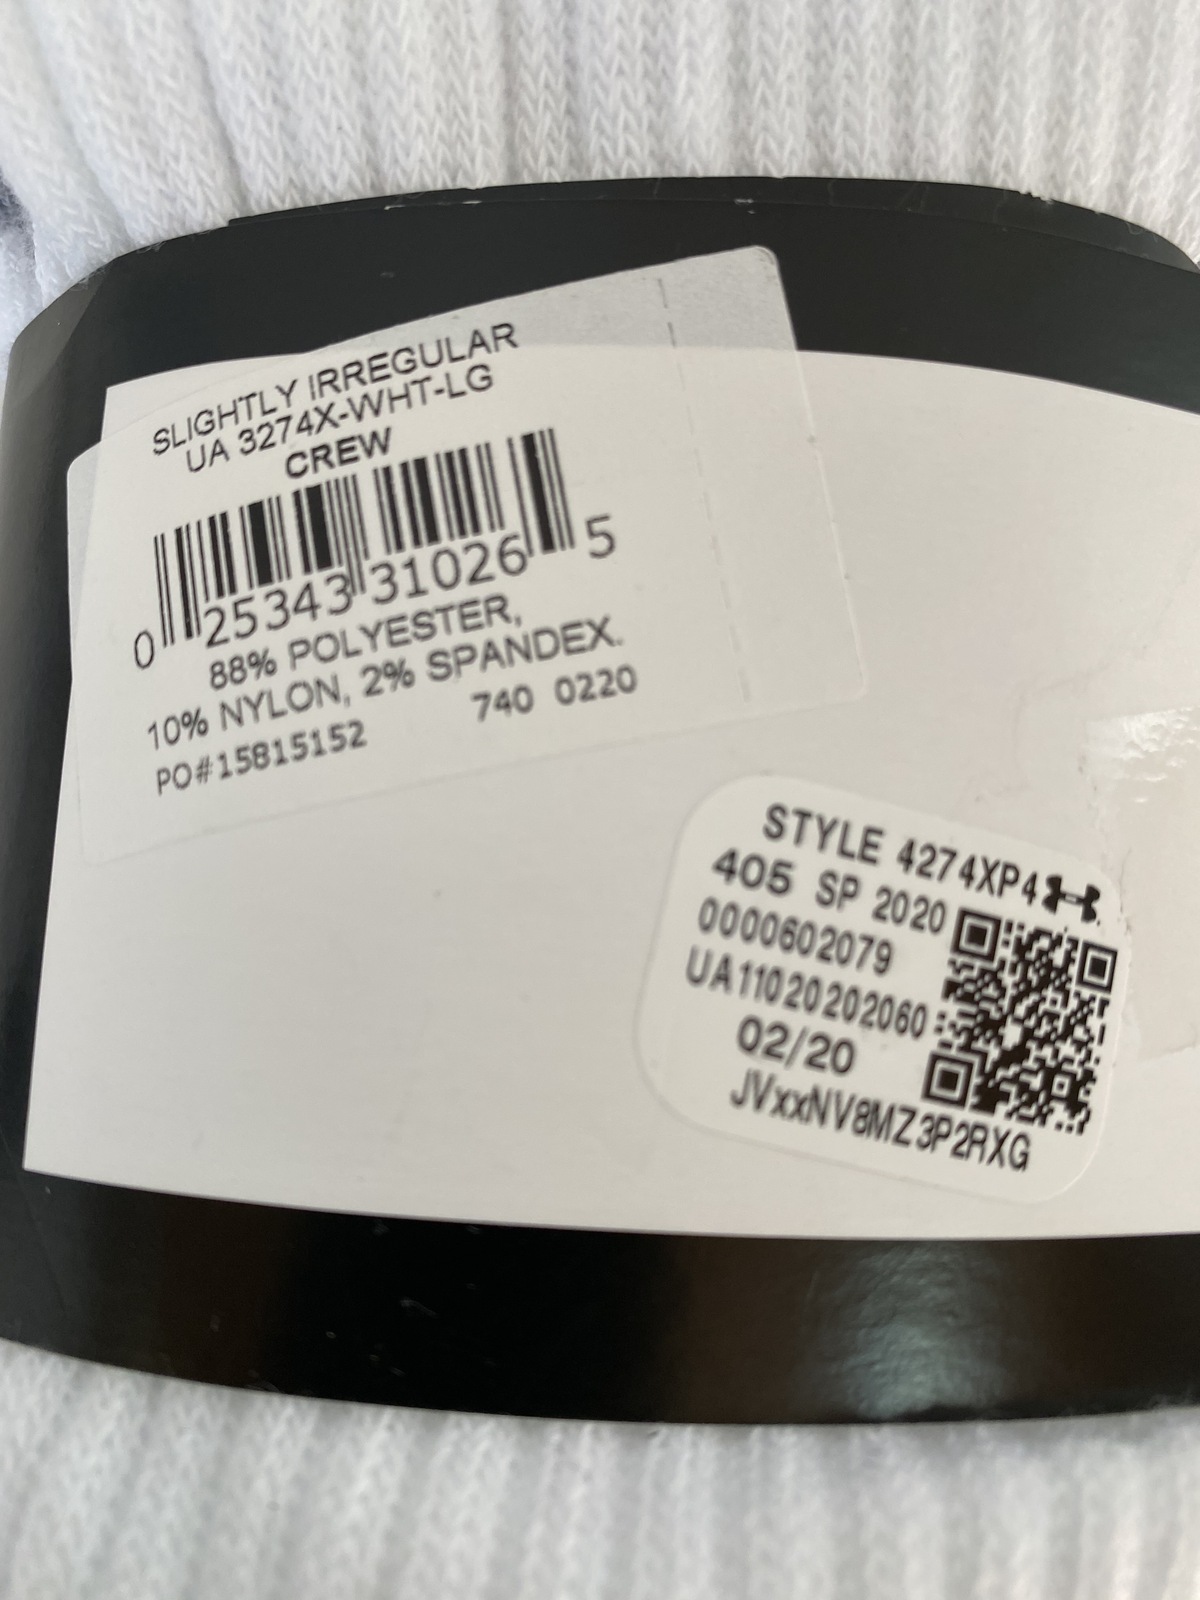 SLIGHTLY IRREGULAR
UA 3274X-WHT-LG
CREW
0 25343 31026 5
88% POLYESTER,
10% NYLON, 2% SPANDEX.
PO#15815152 740 0220
STYLE 4274XP4
405 SP 2020
0000602079
UA11020202060
02/20
JVxxNV8MZ3P2RXG